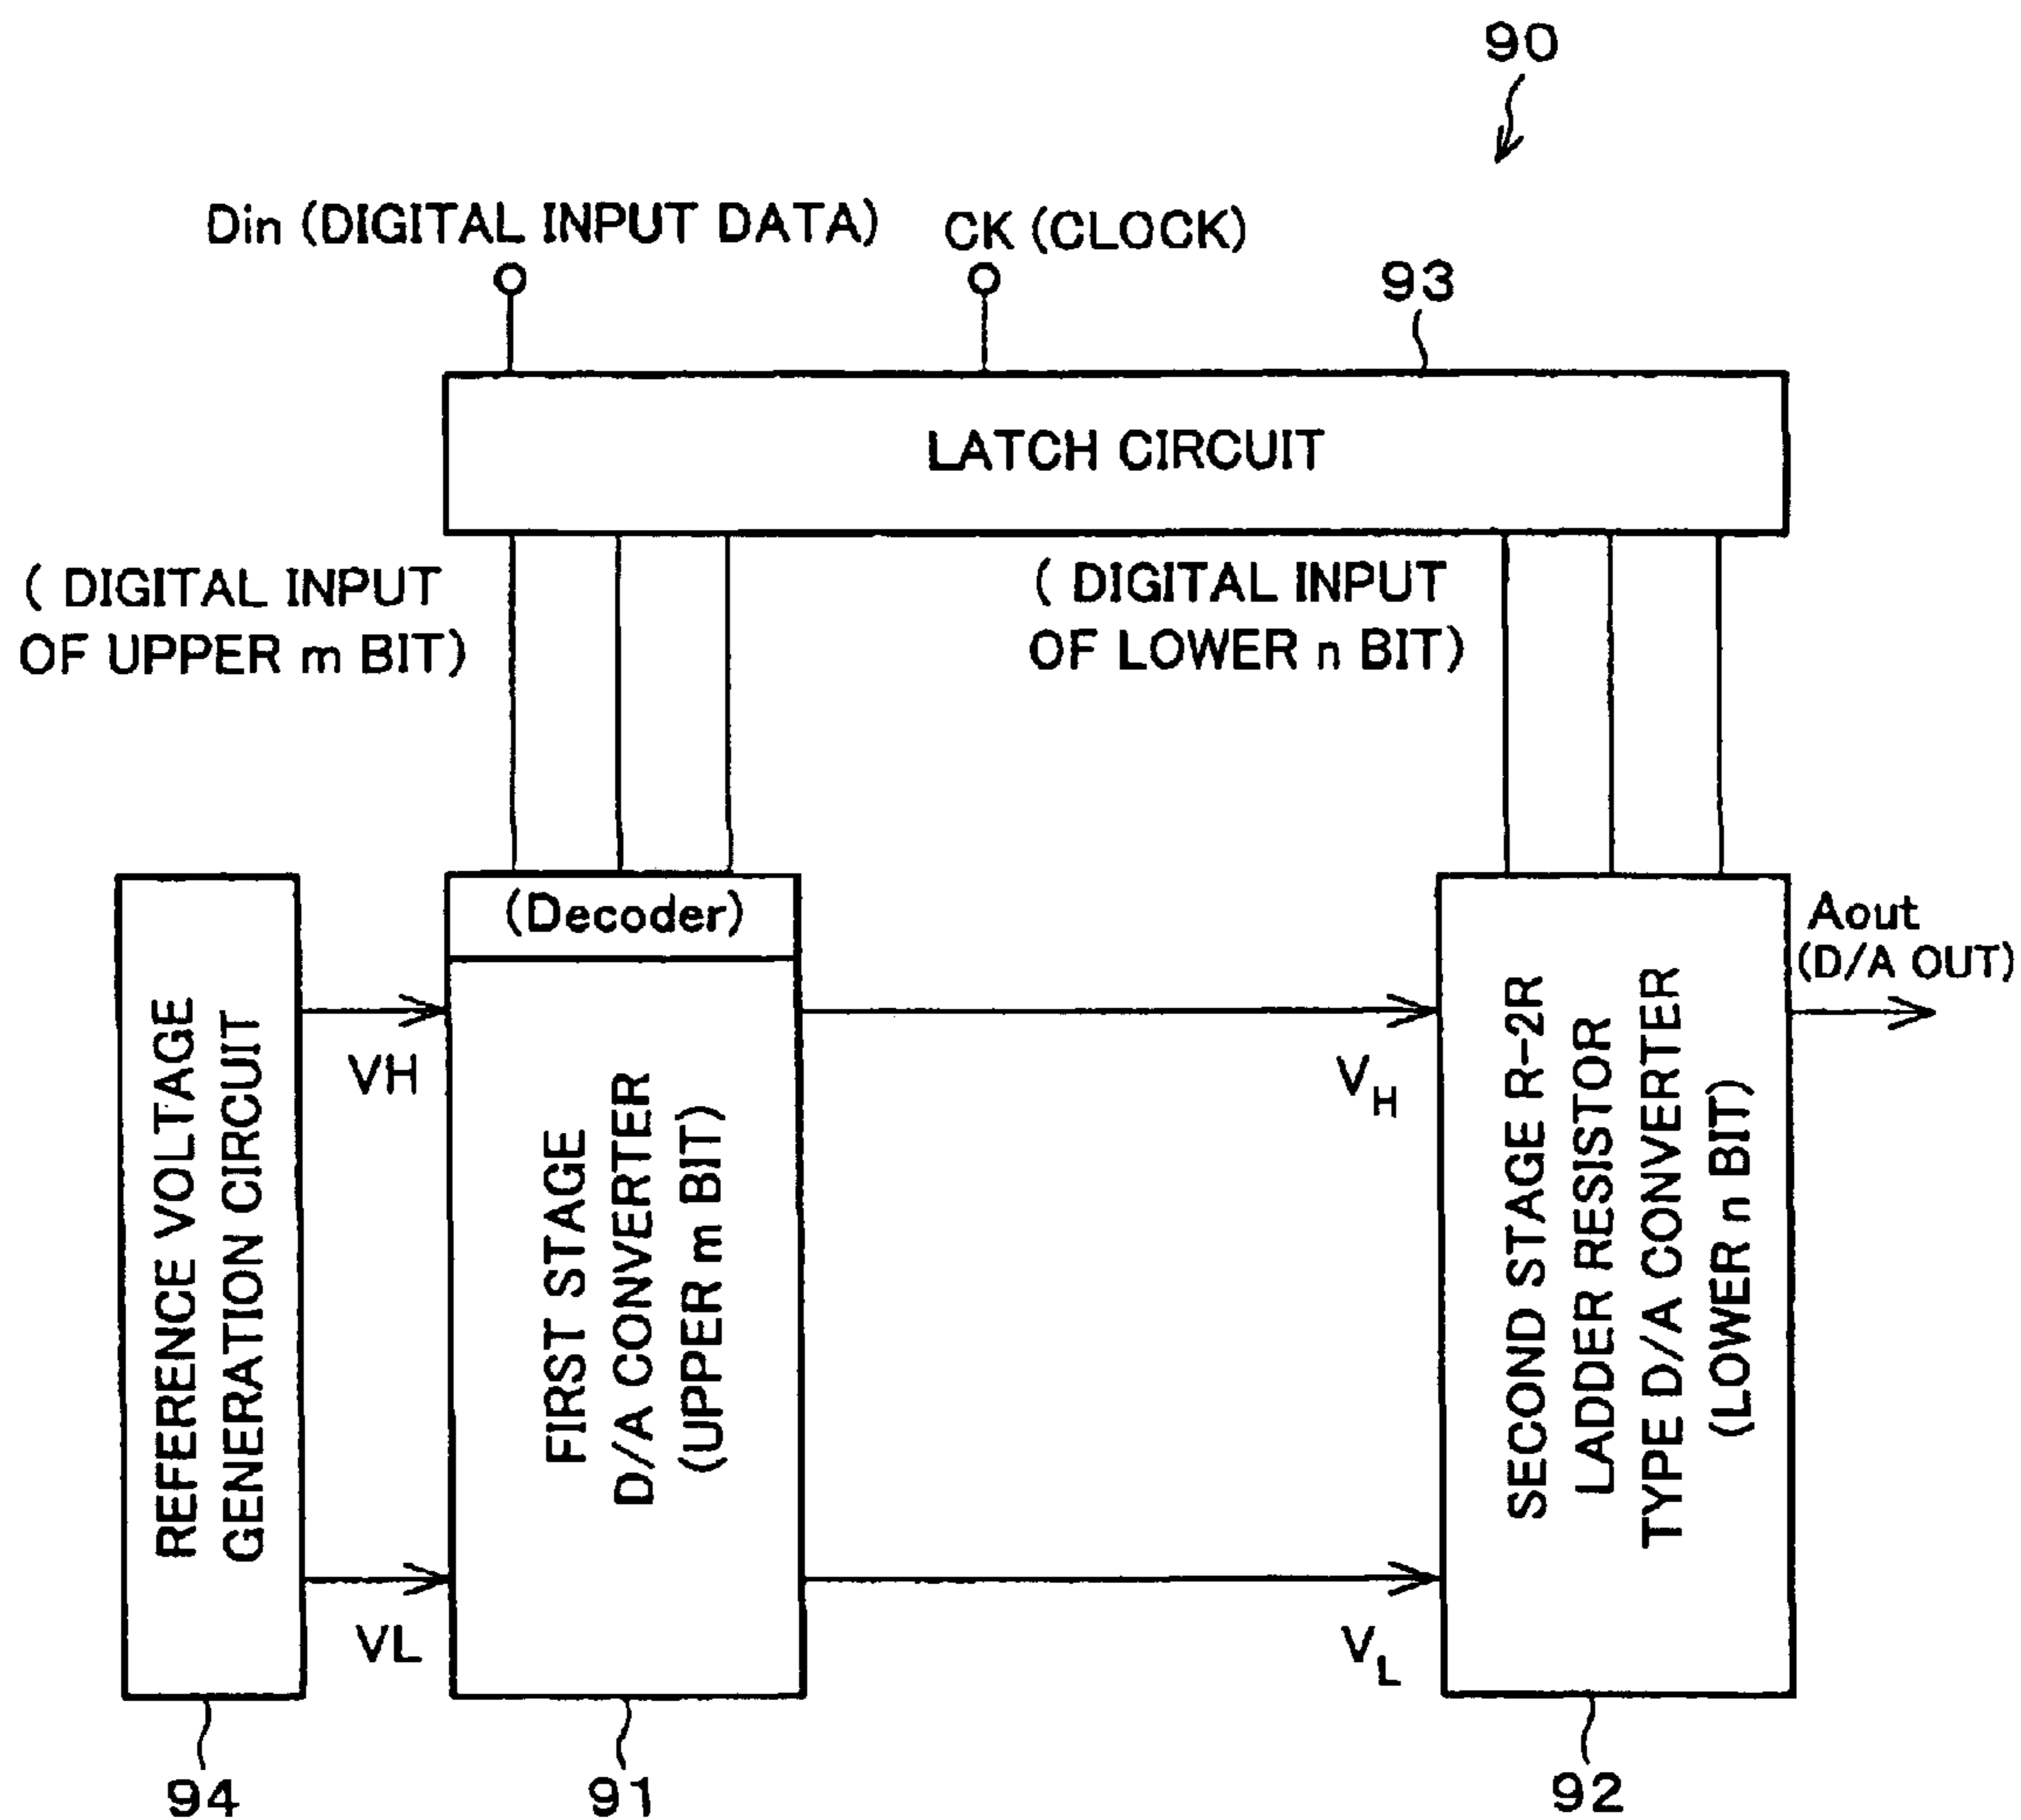 90
Din (DIGITAL INPUT DATA)
CK (CLOCK)
93
LATCH CIRCUIT
( DIGITAL INPUT
OF UPPER m BIT)
( DIGITAL INPUT
OF LOWER n BIT)
(Decoder)
Aout
(D/A OUT)
REFERENCE VOLTAGE
GENERATION CIRCUIT
VH
VL
FIRST STAGE
D/A CONVERTER
(UPPER m BIT)
VH
VL
SECOND STAGE R-2R
LADDER RESISTOR
TYPE D/A CONVERTER
(LOWER n BIT)
94
91
92